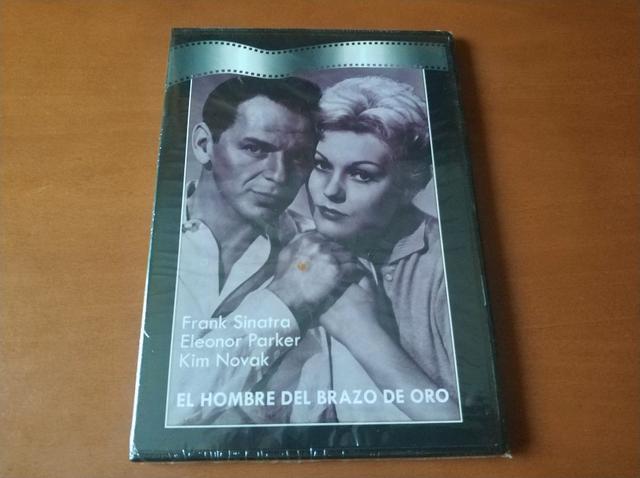 Frank Sinatra
Eleonor Parker
Kim Novak
EL HOMBRE DEL BRAZO DE ORO